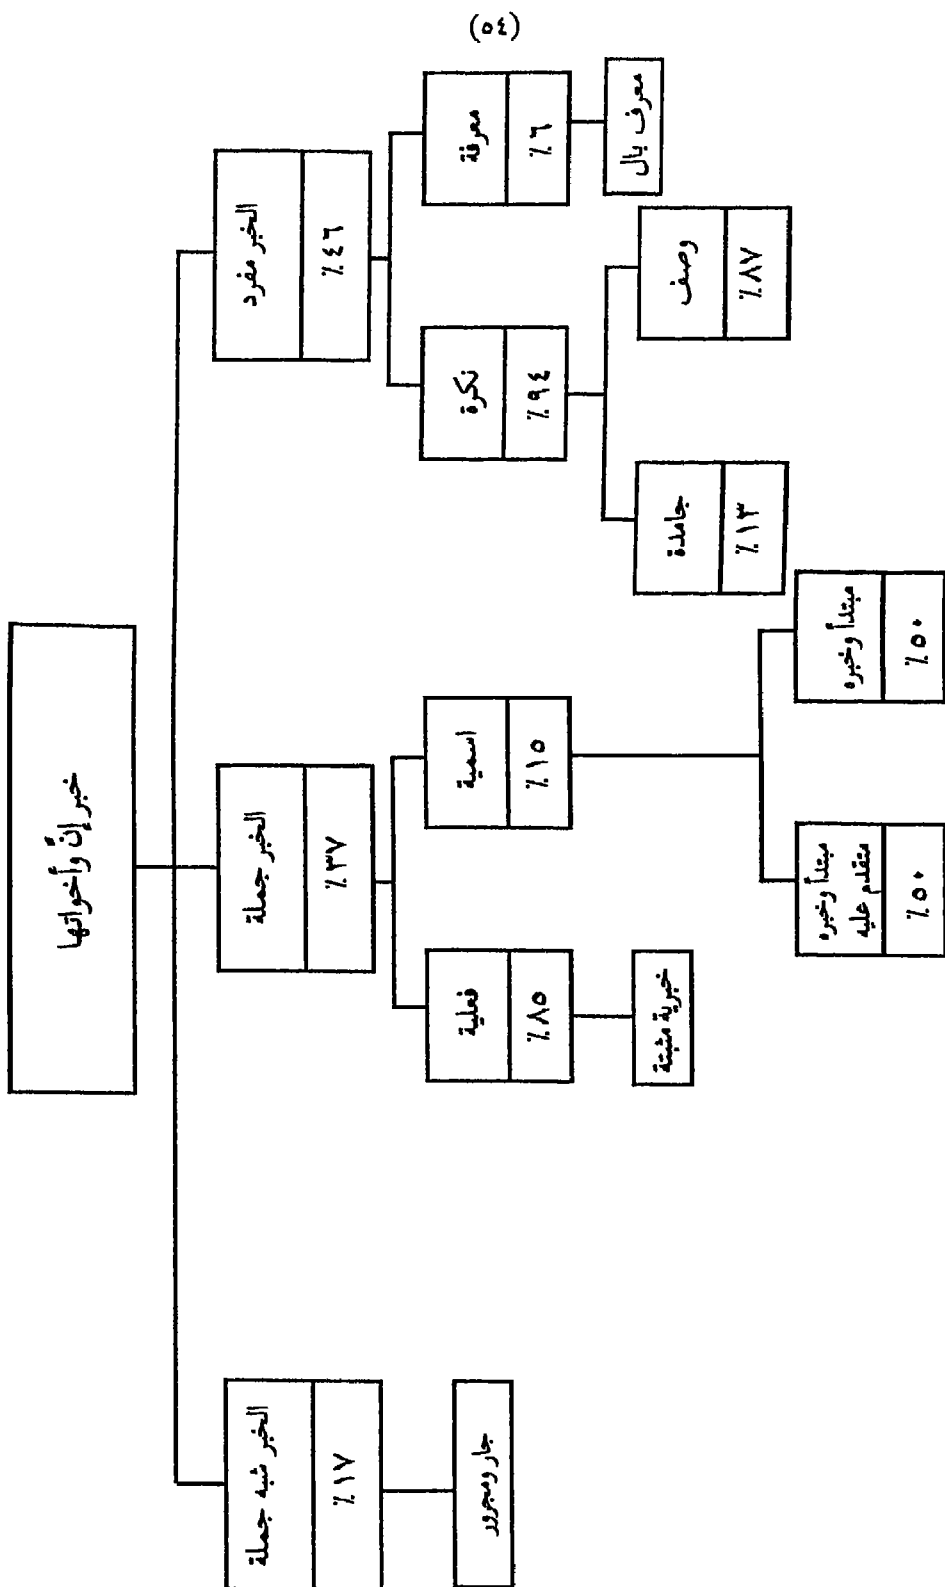 (٥٤)
خبر إنّ وأخواتها
الخبر مفرد
٪٤٦
معرفة
٪٦
معرف بال
نكرة
٪٩٤
وصف
٪٨٧
جامدة
٪١٣
الخبر جملة
٪٣٧
اسمية
٪١٥
مبتدأ وخبره
٪٥٠
مبتدأ وخبره
متقدم عليه
٪٥٠
فعلية
٪٨٥
خبرية مثبتة
الخبر شبه جملة
٪١٧
جار ومجرور